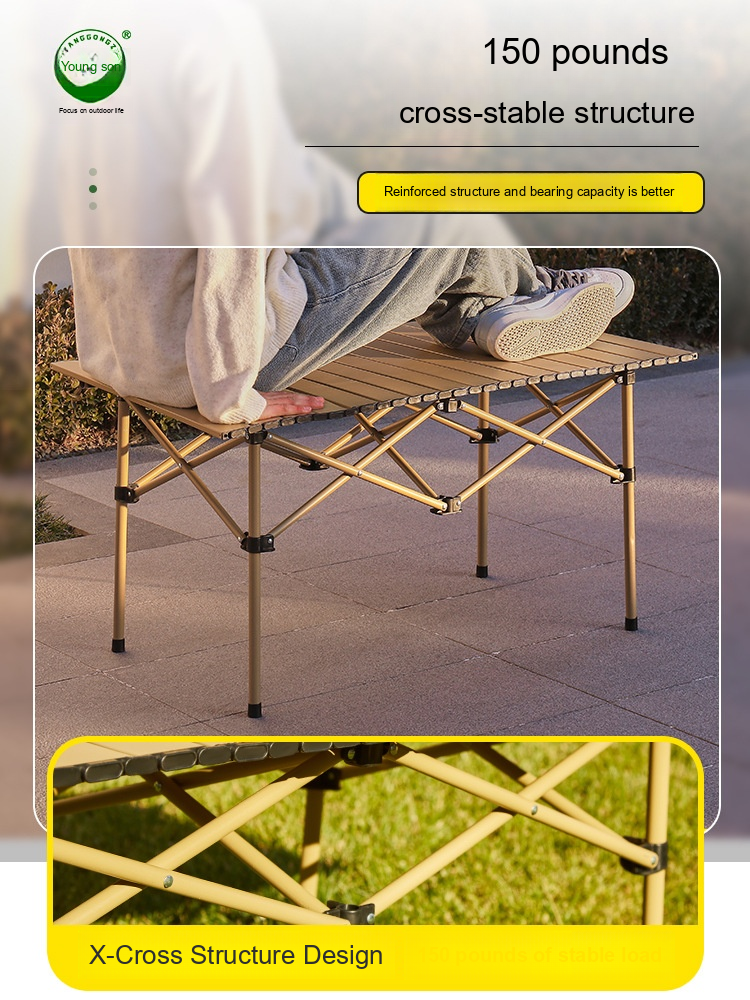 YANGGONGZ
®
Young son
Focus on outdoor life
150 pounds
cross-stable structure
Reinforced structure and bearing capacity is better
X-Cross Structure Design
150 pounds of stable load